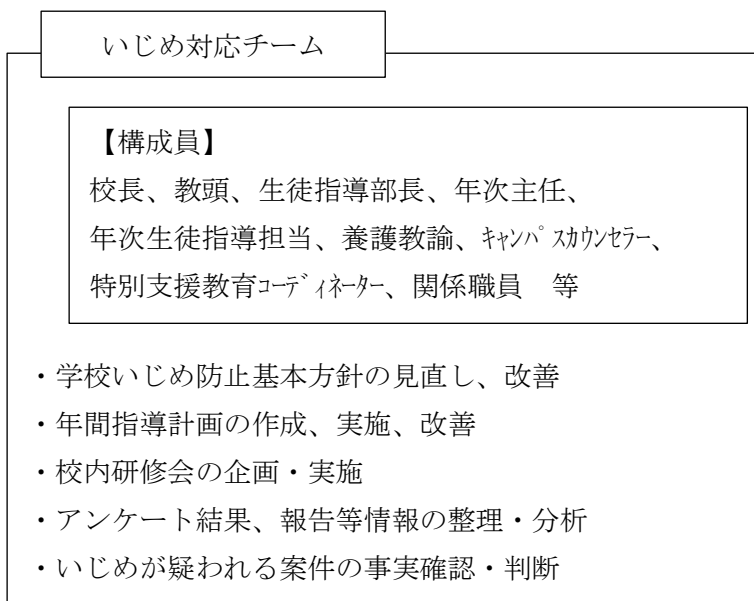 いじめ対応チーム
【構成員】
校長、教頭、生徒指導部長、年次主任、
年次生徒指導担当、養護教諭、ｷｬﾝﾊﾟｽｶｳﾝｾﾗｰ、
特別支援教育ｺｰﾃﾞｨﾈｰﾀｰ、関係職員　等
・学校いじめ防止基本方針の見直し、改善
・年間指導計画の作成、実施、改善
・校内研修会の企画・実施
・アンケート結果、報告等情報の整理・分析
・いじめが疑われる案件の事実確認・判断